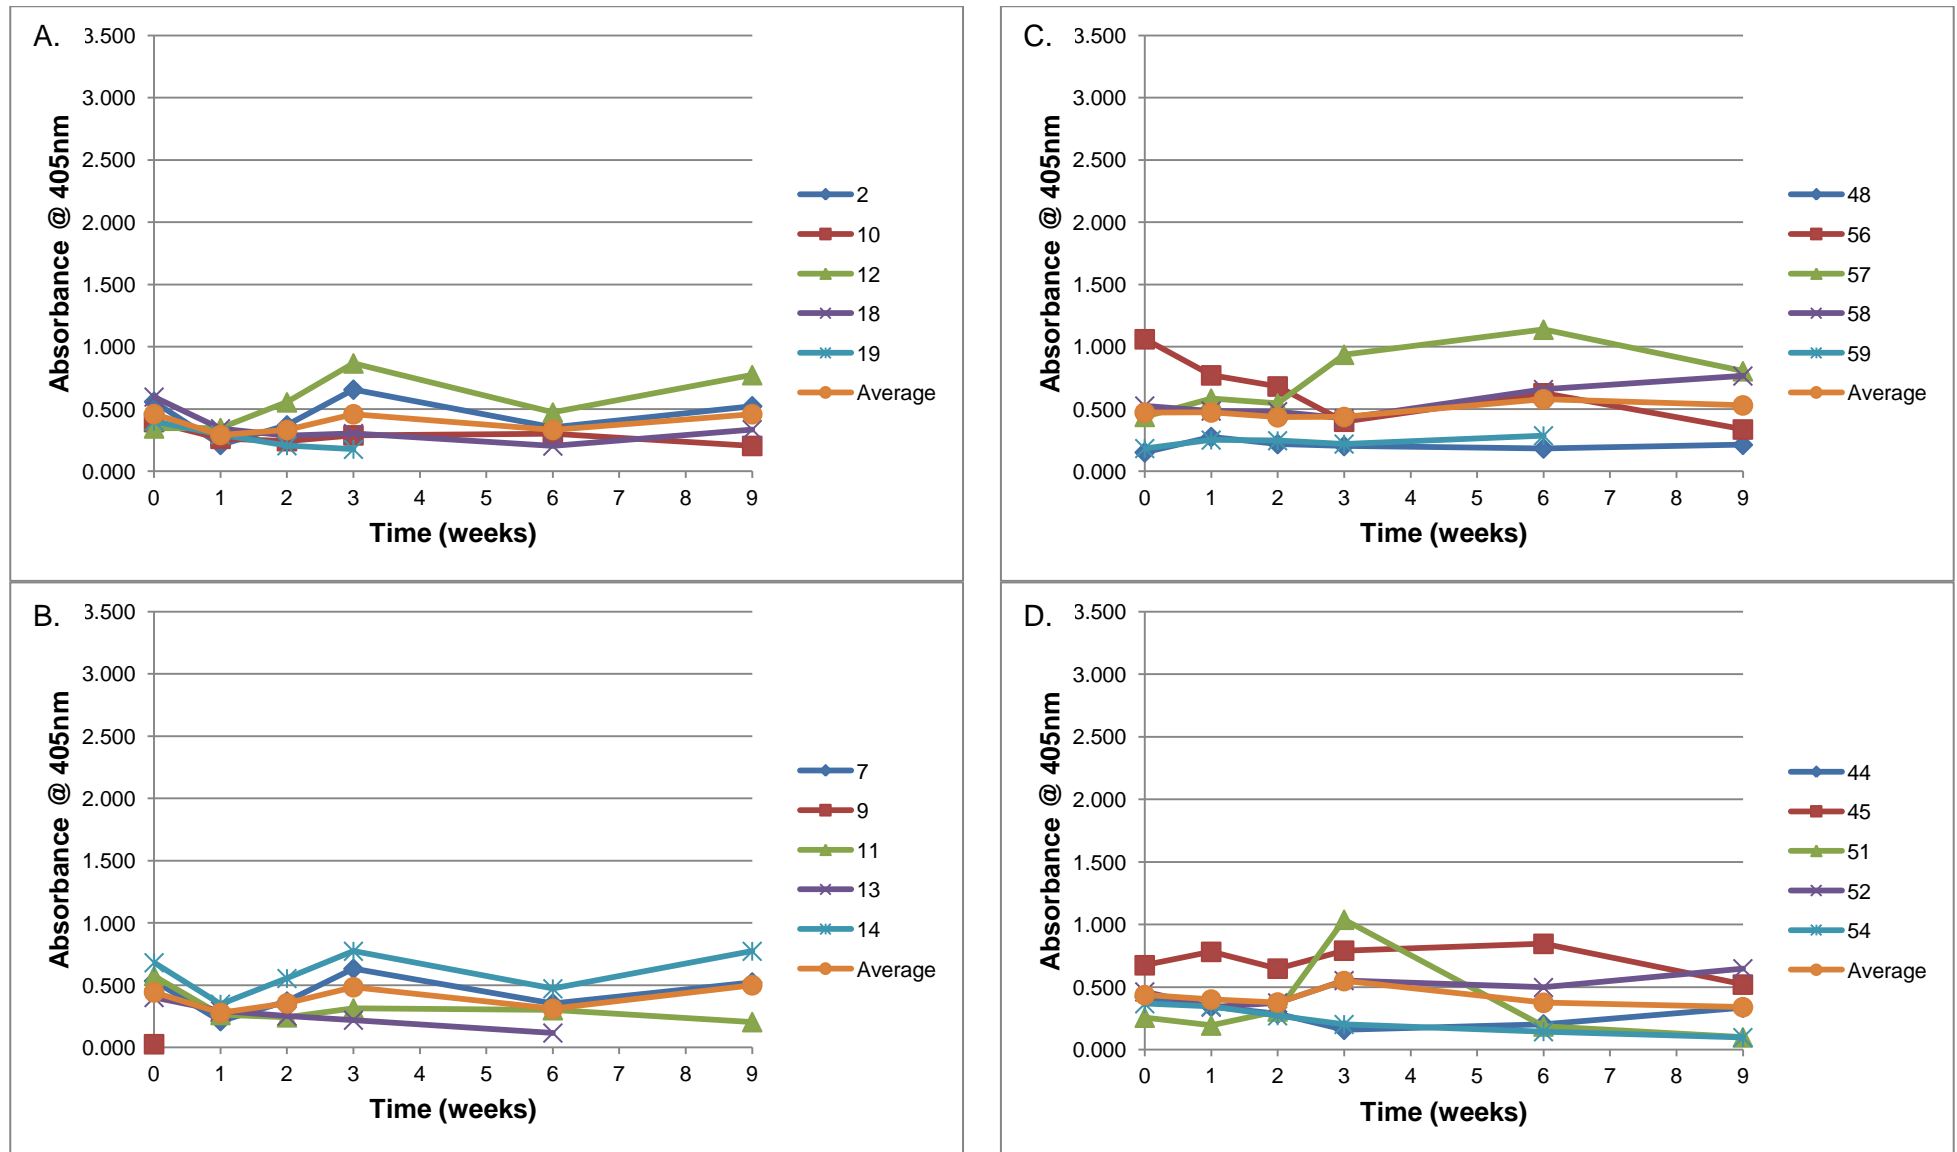 A.
3.500
3.000
2.500
2.000
1.500
1.000
0.500
0.000
Absorbance @ 405nm
0 1 2 3 4 5 6 7 8 9
Time (weeks)
2
10
12
18
19
Average
B.
3.500
3.000
2.500
2.000
1.500
1.000
0.500
0.000
Absorbance @ 405nm
0 1 2 3 4 5 6 7 8 9
Time (weeks)
7
9
11
13
14
Average
C.
3.500
3.000
2.500
2.000
1.500
1.000
0.500
0.000
Absorbance @ 405nm
0 1 2 3 4 5 6 7 8 9
Time (weeks)
48
56
57
58
59
Average
D.
3.500
3.000
2.500
2.000
1.500
1.000
0.500
0.000
Absorbance @ 405nm
0 1 2 3 4 5 6 7 8 9
Time (weeks)
44
45
51
52
54
Average